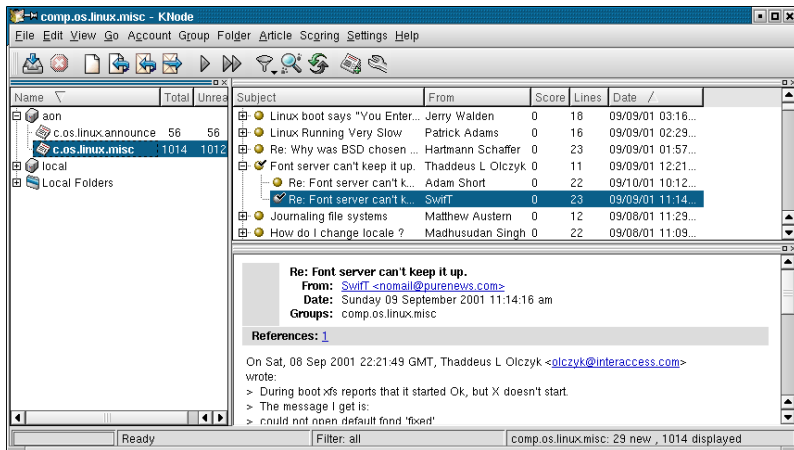 comp.os.linux.misc - KNode
File Edit View Go Account Group Folder Article Scoring Settings Help
Name Total Unrea
aon
c.os.linux.announce 56 56
c.os.linux.misc 1014 1012
local
Local Folders
Subject From Score Lines Date
Linux boot says "You Enter... Jerry Walden 0 18 09/09/01 03:16...
Linux Running Very Slow Patrick Adams 0 16 09/09/01 02:29...
Re: Why was BSD chosen ... Hartmann Schaffer 0 23 09/09/01 01:57...
Font server can't keep it up. Thaddeus L Olczyk 0 11 09/09/01 12:21...
Re: Font server can't k... Adam Short 0 22 09/10/01 10:12...
Re: Font server can't k... SwifT 0 23 09/09/01 11:14...
Journaling file systems Matthew Austern 0 12 09/08/01 11:29...
How do I change locale ? Madhusudan Singh 0 22 09/08/01 11:09...
Re: Font server can't keep it up.
From: SwifT <nomail@purenews.com>
Date: Sunday 09 September 2001 11:14:16 am
Groups: comp.os.linux.misc
References: 1
On Sat, 08 Sep 2001 22:21:49 GMT, Thaddeus L Olczyk <olczyk@interaccess.com>
wrote:
> During boot xfs reports that it started Ok, but X doesn't start.
> The message I get is:
> could not open default fond 'fixed'
Ready Filter: all comp.os.linux.misc: 29 new , 1014 displayed